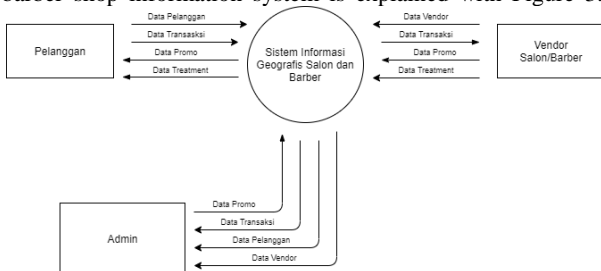 barber shop information system is explained with Figure 3.
Data Pelanggan
Data Transasksi
Data Promo
Data Treatment
Pelanggan
Sistem Informasi
Geografis Salon dan
Barber
Data Vendor
Data Transaksi
Data Promo
Data Treatment
Vendor
Salon/Barber
Data Promo
Data Transaksi
Data Pelanggan
Data Vendor
Admin